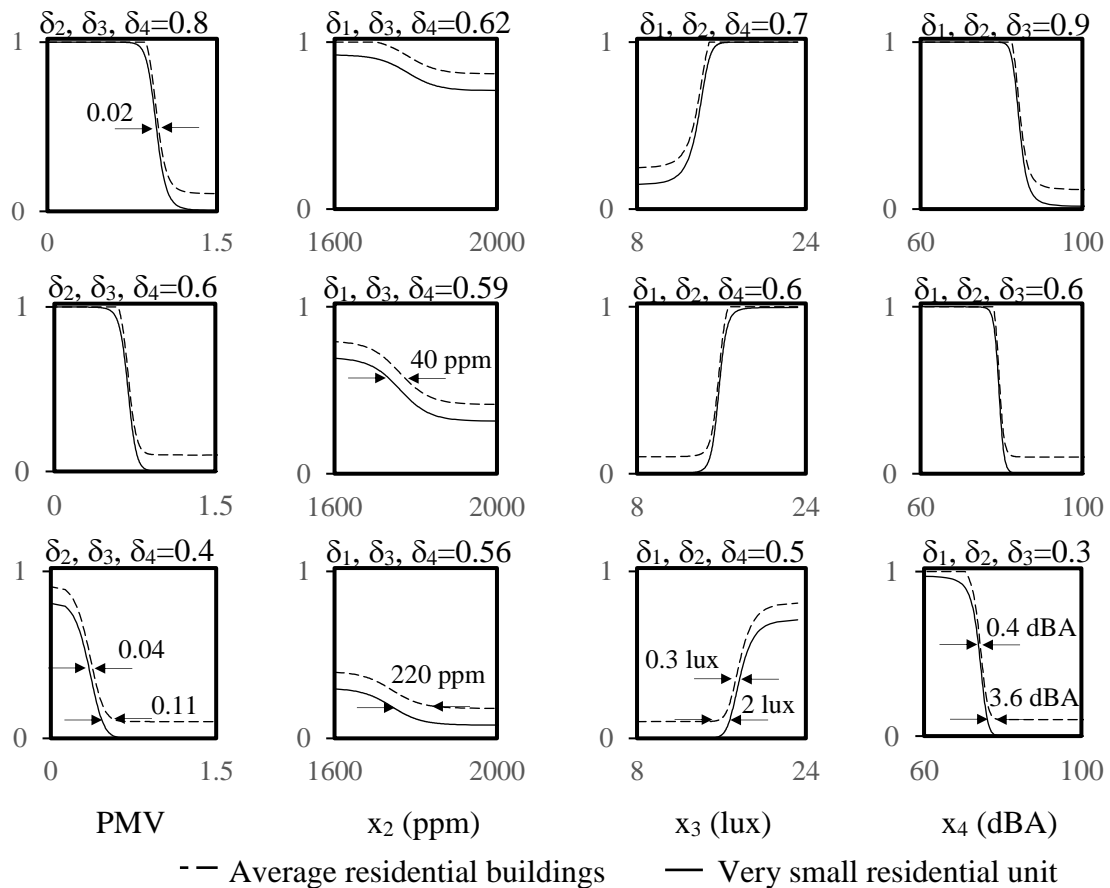 δ2, δ3, δ4=0.8 δ1, δ3, δ4=0.62 δ1, δ2, δ4=0.7 δ1, δ2, δ3=0.9
1 1 1 1
0.02
0 0 0 0
0 1.5 1600 2000 8 24 60 100
δ2, δ3, δ4=0.6 δ1, δ3, δ4=0.59 δ1, δ2, δ4=0.6 δ1, δ2, δ3=0.6
1 1 1 1
40 ppm
0 0 0 0
0 1.5 1600 2000 8 24 60 100
δ2, δ3, δ4=0.4 δ1, δ3, δ4=0.56 δ1, δ2, δ4=0.5 δ1, δ2, δ3=0.3
1 1 1 1
0.04 0.3 lux 0.4 dBA
0.11 220 ppm 2 lux 3.6 dBA
0 0 0 0
0 1.5 1600 2000 8 24 60 100
PMV x2 (ppm) x3 (lux) x4 (dBA)
Average residential buildings Very small residential unit